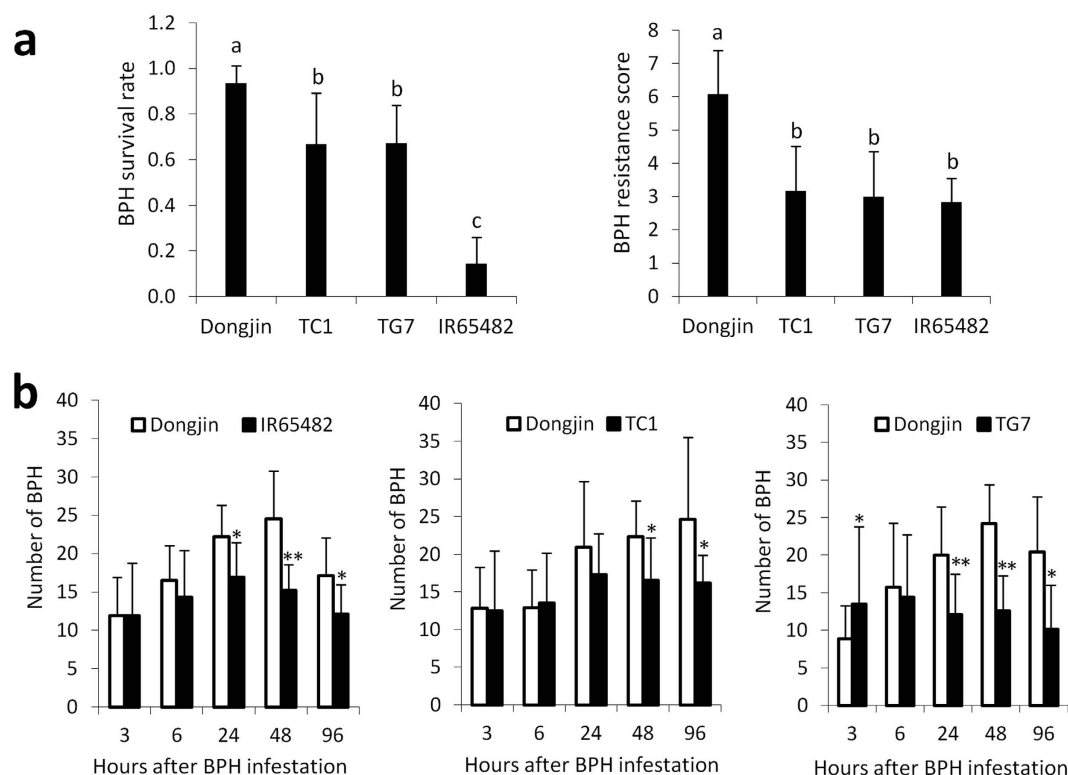 a
BPH survival rate
1.2
1.0
0.8
0.6
0.4
0.2
0.0
a
b
b
c
Dongjin TC1 TG7 IR65482
BPH resistance score
8
7
6
5
4
3
2
1
0
a
b
b
b
Dongjin TC1 TG7 IR65482
b
Number of BPH
40
35
30
25
20
15
10
5
0
Dongjin IR65482
*
**
*
3 6 24 48 96
Hours after BPH infestation
Number of BPH
40
35
30
25
20
15
10
5
0
Dongjin TC1
*
*
3 6 24 48 96
Hours after BPH infestation
Number of BPH
40
35
30
25
20
15
10
5
0
Dongjin TG7
*
**
**
*
3 6 24 48 96
Hours after BPH infestation